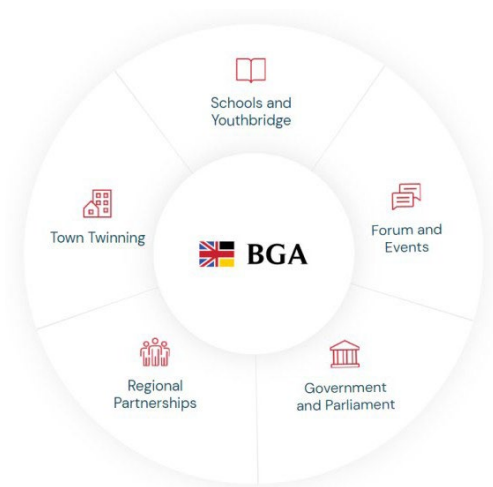 Schools and
Youthbridge
Forum and
Events
Government
and Parliament
Regional
Partnerships
Town Twinning
BGA